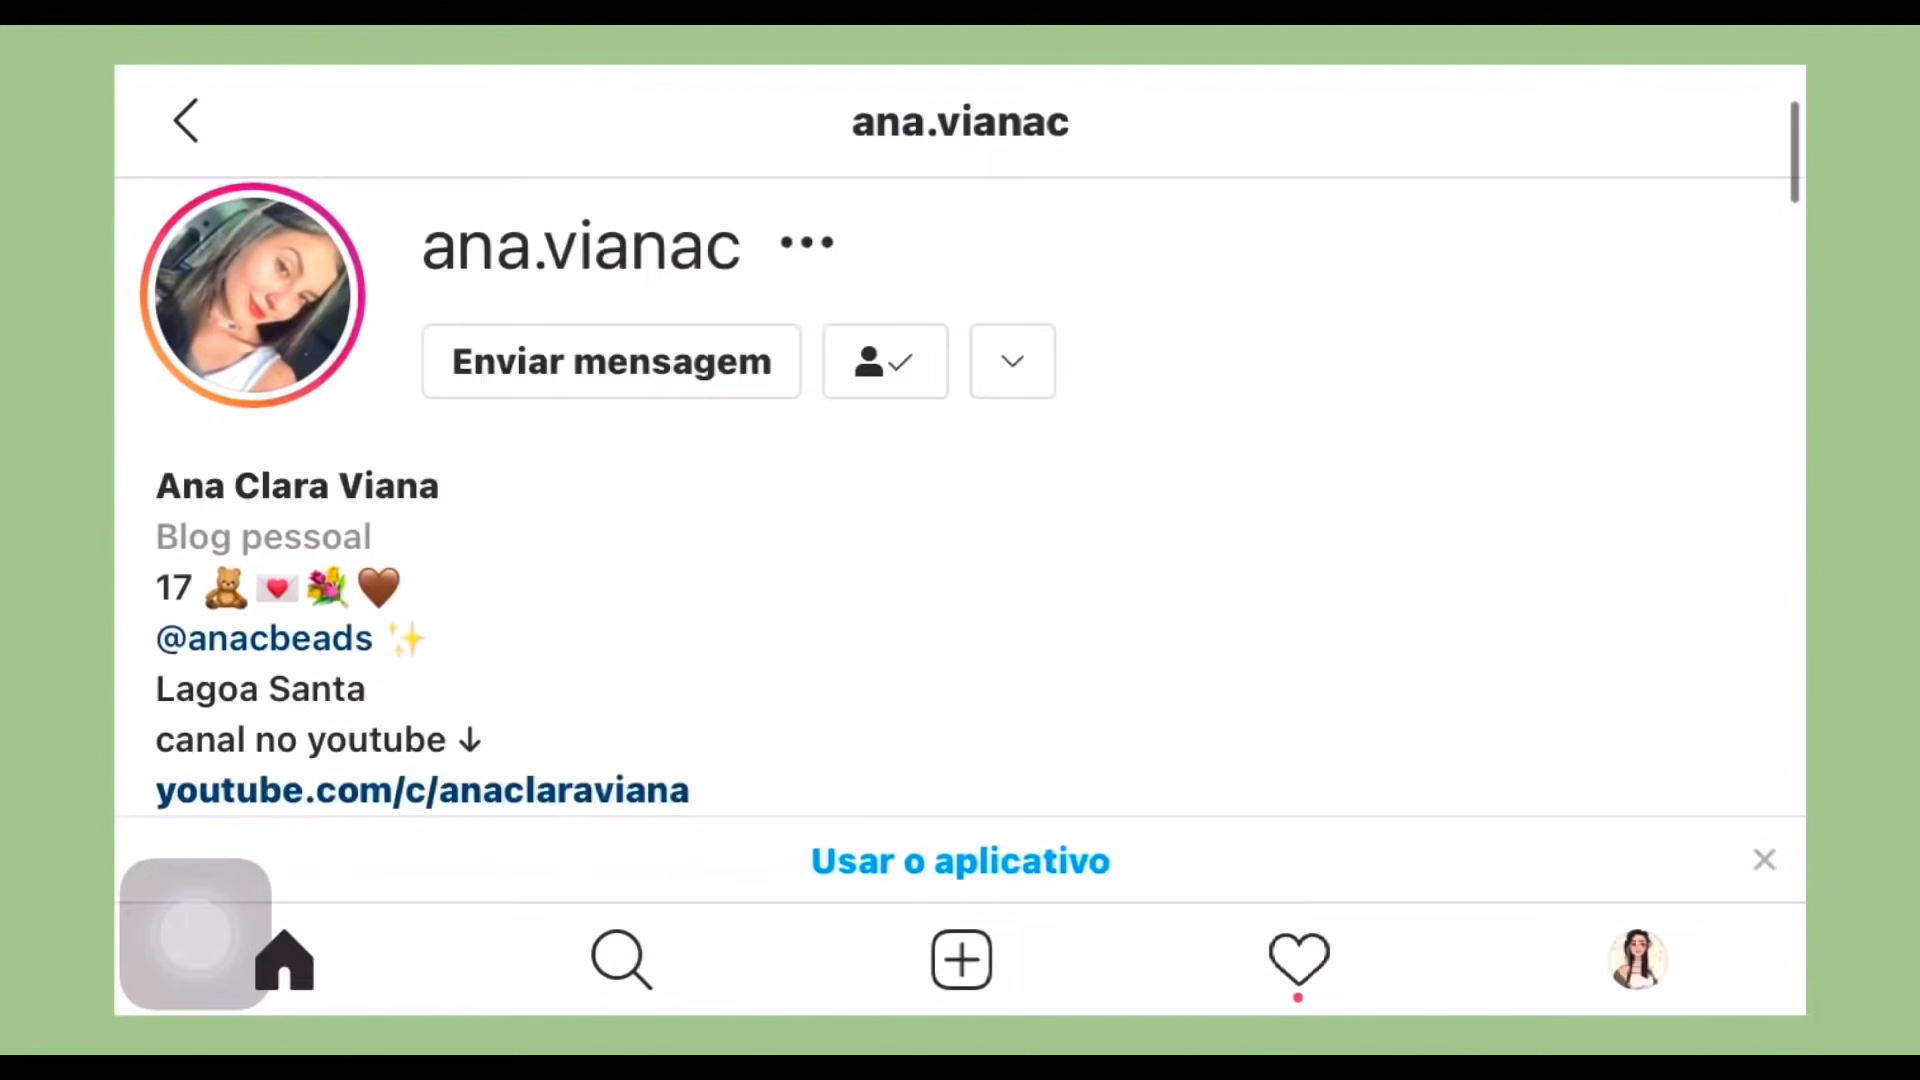 ana.vianac
ana.vianac
Enviar mensagem
Ana Clara Viana
Blog pessoal
17 🧸💌💐🤎
@anacbeads ✨
Lagoa Santa
canal no youtube ↓
youtube.com/c/anaclaraviana
Usar o aplicativo